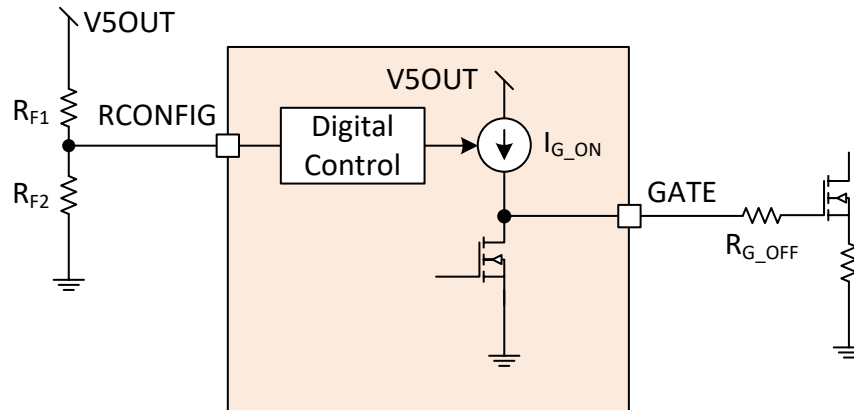 V5OUT
RF1
RCONFIG
RF2
Digital
Control
V5OUT
IG_ON
GATE
RG_OFF